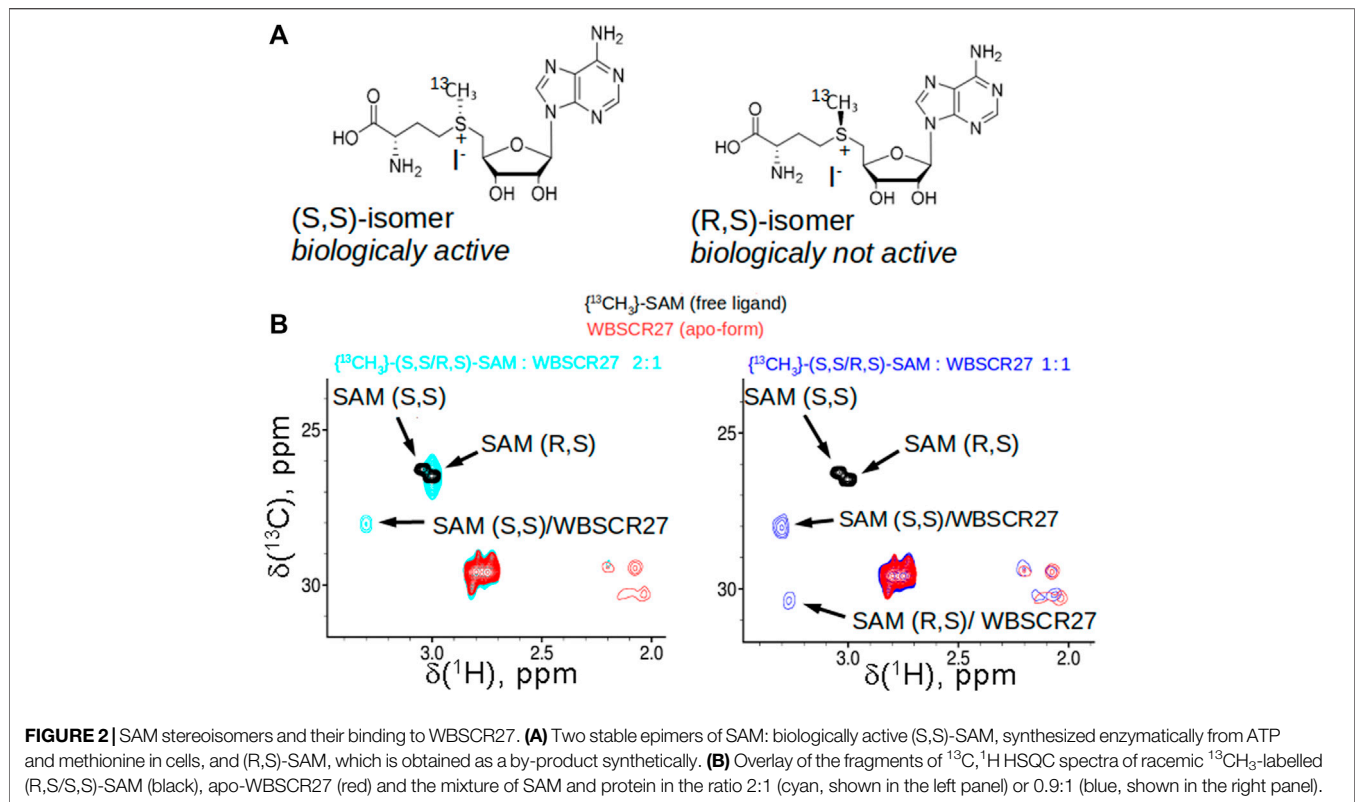 A
NH₂
N
N
N
N
¹³CH₃
O
HO
S
+
I⁻
NH₂
O
OH OH
(S,S)-isomer
biologicaly active
NH₂
N
N
N
N
¹³CH₃
O
HO
S
+
I⁻
NH₂
O
OH OH
(R,S)-isomer
biologicaly not active
{¹³CH₃}-SAM (free ligand)
WBSCR27 (apo-form)
B
{¹³CH₃}-(S,S/R,S)-SAM : WBSCR27 2:1
SAM (S,S)
SAM (R,S)
SAM (S,S)/WBSCR27
25
30
δ(¹³C), ppm
3.0 2.5 2.0
δ(¹H), ppm
{¹³CH₃}-(S,S/R,S)-SAM : WBSCR27 1:1
SAM (S,S)
SAM (R,S)
SAM (S,S)/WBSCR27
SAM (R,S)/ WBSCR27
25
30
3.0 2.5 2.0
δ(¹H), ppm
FIGURE 2 | SAM stereoisomers and their binding to WBSCR27. (A) Two stable epimers of SAM: biologically active (S,S)-SAM, synthesized enzymatically from ATP
and methionine in cells, and (R,S)-SAM, which is obtained as a by-product synthetically. (B) Overlay of the fragments of ¹³C,¹H HSQC spectra of racemic ¹³CH₃-labelled
(R,S/S,S)-SAM (black), apo-WBSCR27 (red) and the mixture of SAM and protein in the ratio 2:1 (cyan, shown in the left panel) or 0.9:1 (blue, shown in the right panel).